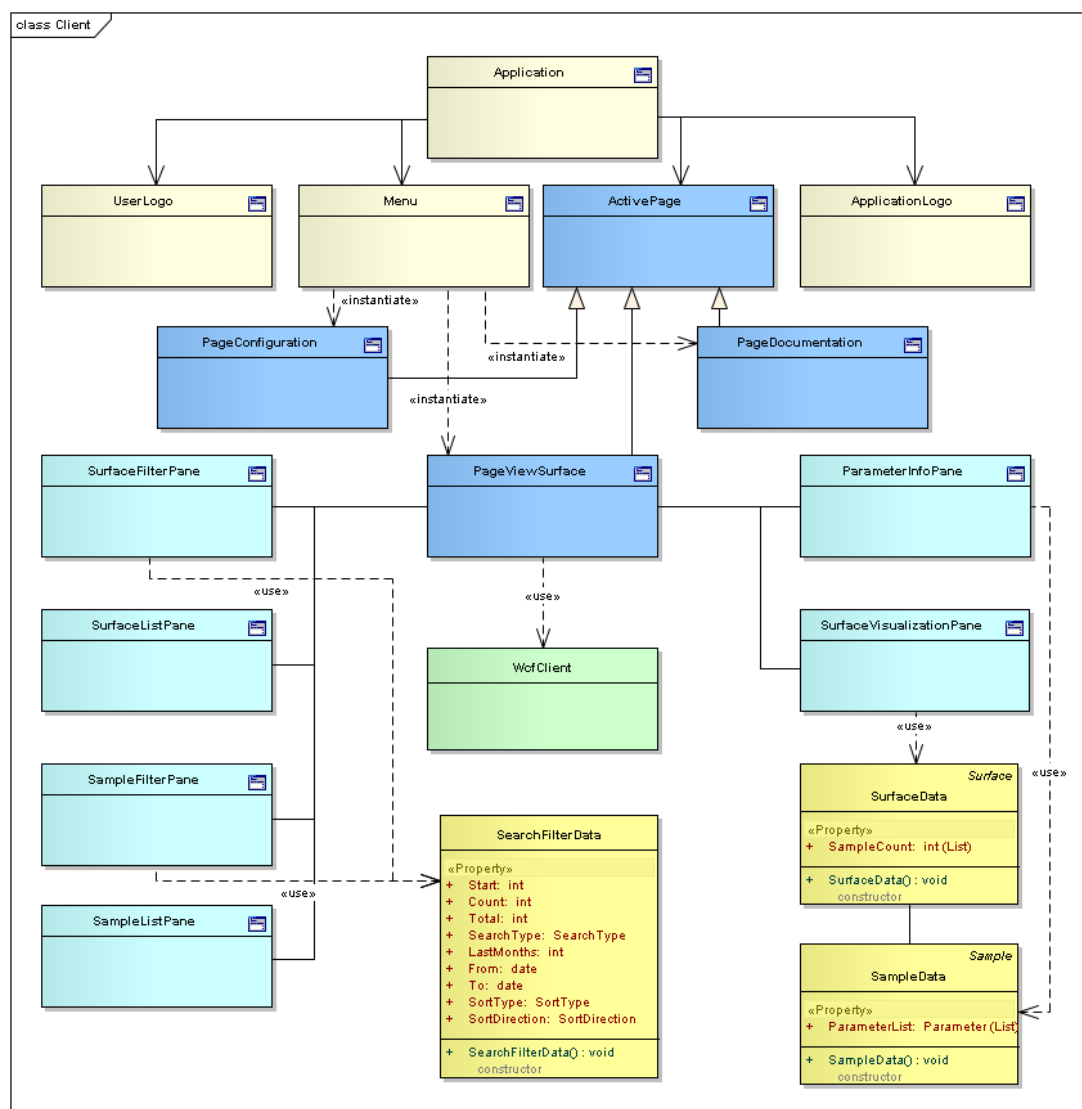 class Client
Application
UserLogo
Menu
ActivePage
ApplicationLogo
«instantiate»
PageConfiguration
PageDocumentation
«instantiate»
«instantiate»
SurfaceFilterPane
PageViewSurface
ParameterInfoPane
«use»
«use»
SurfaceListPane
SurfaceVisualizationPane
WcfClient
«use»
«use»
SampleFilterPane
Surface
SurfaceData
«Property»
+ SampleCount: int (List)
+ SurfaceData() : void
constructor
SearchFilterData
«Property»
+ Start: int
+ Count: int
+ Total: int
+ SearchType: SearchType
+ LastMonths: int
+ From: date
+ To: date
+ SortType: SortType
+ SortDirection: SortDirection
+ SearchFilterData() : void
constructor
«use»
SampleListPane
Sample
SampleData
«Property»
+ ParameterList: Parameter (List)
+ SampleData() : void
constructor